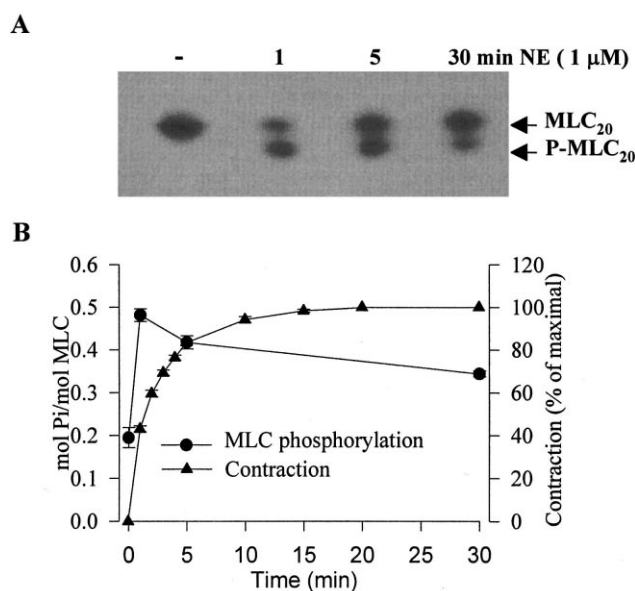 A
- 1 5 30 min NE ( 1 µM)
MLC20
P-MLC20
B
0.6
0.5
0.4
0.3
0.2
0.1
0.0
mol Pi/mol MLC
120
100
80
60
40
20
0
Contraction (% of maximal)
MLC phosphorylation
Contraction
0 5 10 15 20 25 30
Time (min)